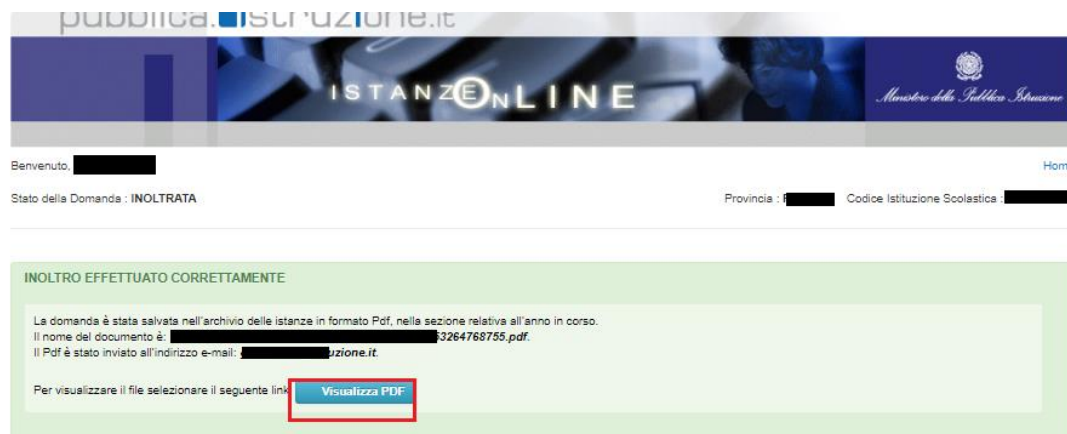 pubblica.istruzione.it
ISTANZE ONLINE
Ministero della Pubblica Istruzione
Benvenuto,
Hom
Stato della Domanda : INOLTRATA
Provincia :
Codice Istituzione Scolastica :
INOLTRO EFFETTUATO CORRETTAMENTE
La domanda è stata salvata nell'archivio delle istanze in formato Pdf, nella sezione relativa all'anno in corso.
Il nome del documento è: 3264768755.pdf.
Il Pdf è stato inviato all'indirizzo e-mail: uzione.it.
Per visualizzare il file selezionare il seguente link
Visualizza PDF